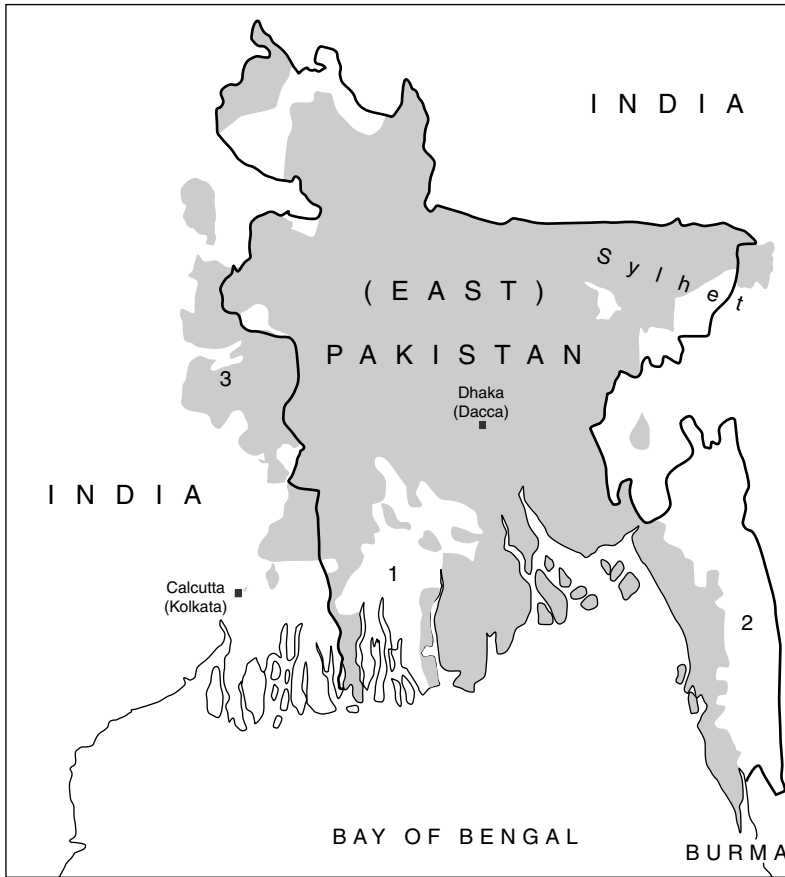 INDIA
Sylhet
(EAST)
PAKISTAN
3
Dhaka
(Dacca)
INDIA
1
Calcutta
(Kolkata)
2
BAY OF BENGAL
BURMA